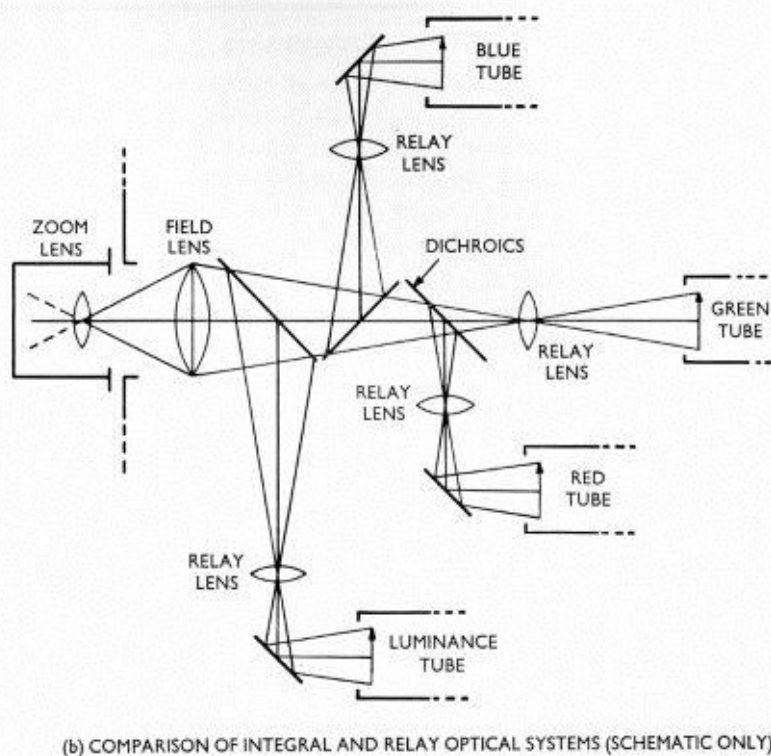 BLUE
TUBE
RELAY
LENS
ZOOM
LENS
FIELD
LENS
DICHROICS
GREEN
TUBE
RELAY
LENS
RELAY
LENS
RED
TUBE
RELAY
LENS
LUMINANCE
TUBE
(b) COMPARISON OF INTEGRAL AND RELAY OPTICAL SYSTEMS (SCHEMATIC ONLY)